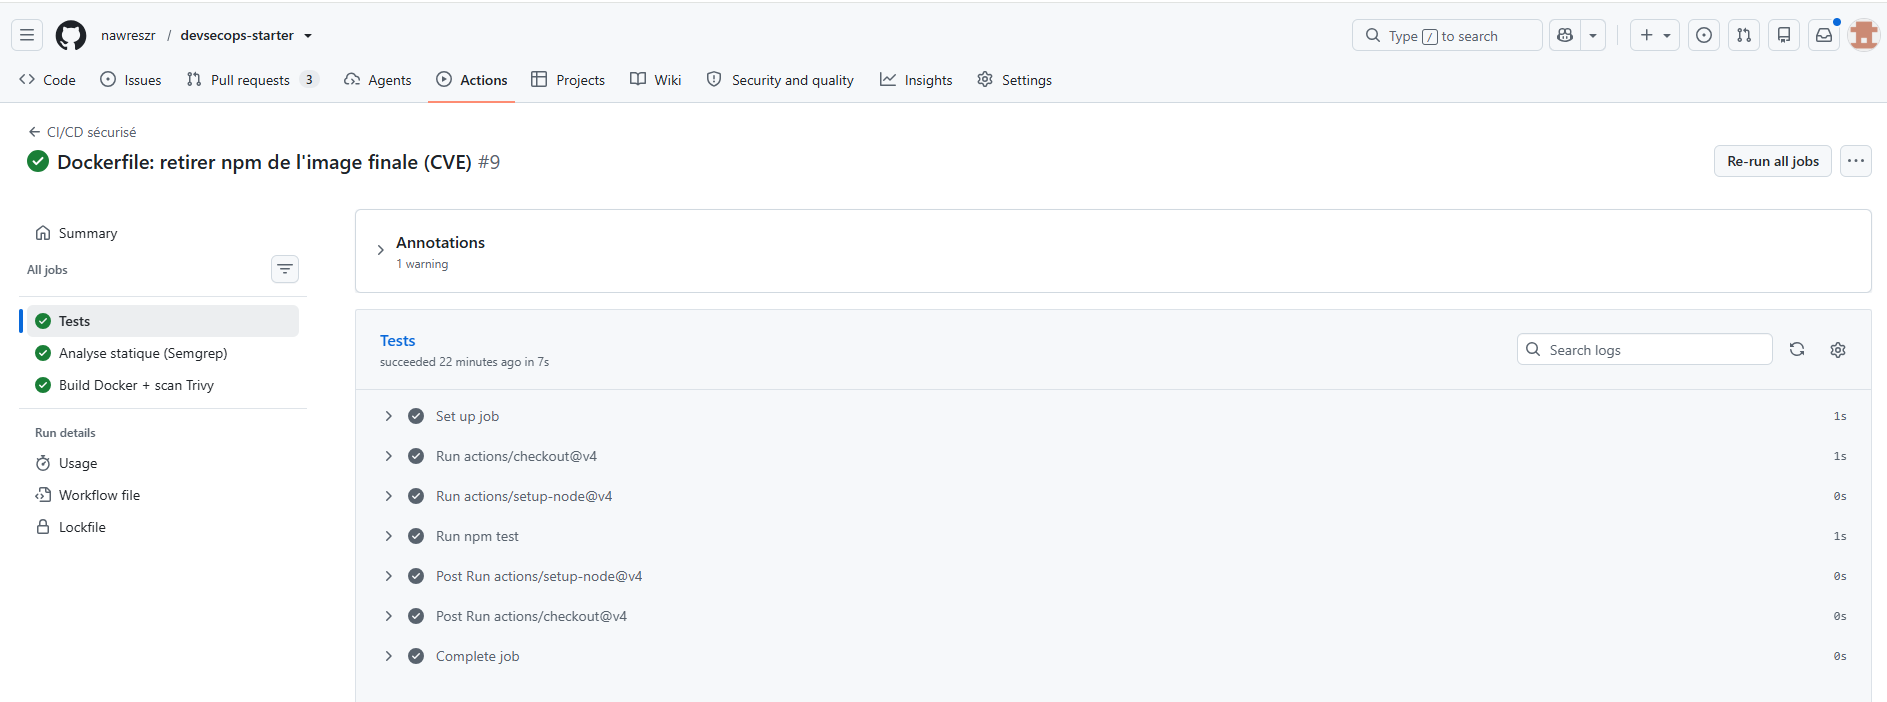 nawreszr / devsecops-starter
Type / to search
Code
Issues
Pull requests 3
Agents
Actions
Projects
Wiki
Security and quality
Insights
Settings
CI/CD sécurisé
Dockerfile: retirer npm de l'image finale (CVE) #9
Re-run all jobs
Summary
All jobs
Tests
Analyse statique (Semgrep)
Build Docker + scan Trivy
Run details
Usage
Workflow file
Lockfile
Annotations
1 warning
Tests
succeeded 22 minutes ago in 7s
Search logs
Set up job 1s
Run actions/checkout@v4 1s
Run actions/setup-node@v4 0s
Run npm test 1s
Post Run actions/setup-node@v4 0s
Post Run actions/checkout@v4 0s
Complete job 0s